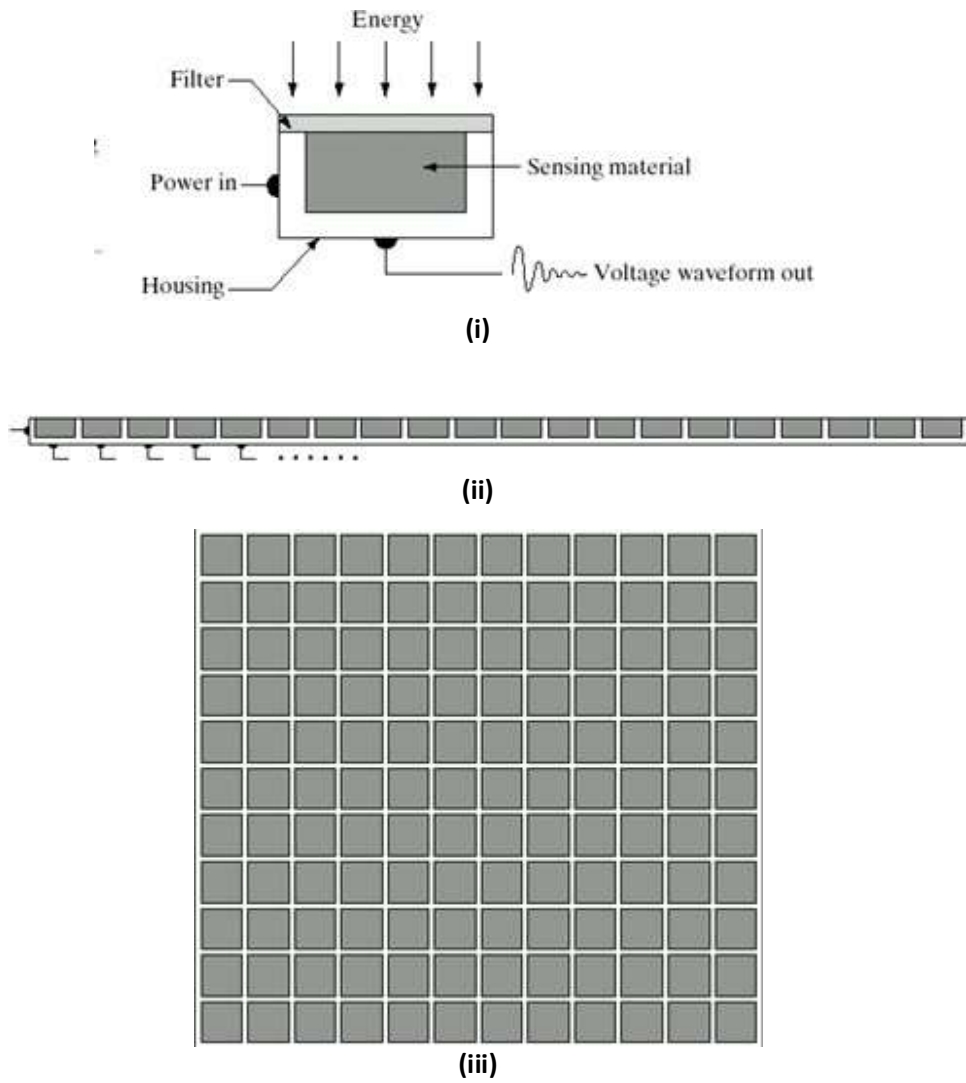 Energy
Filter
Sensing material
Power in
Housing
Voltage waveform out
(i)
(ii)
(iii)